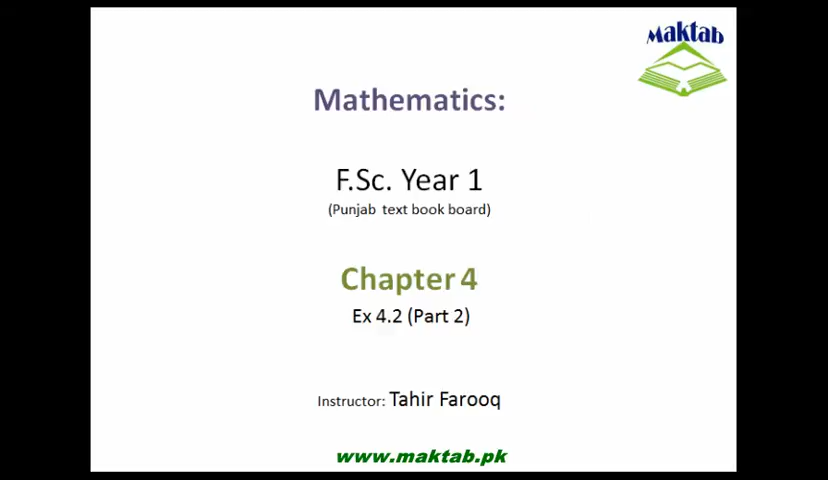 Maktab
Mathematics:
F.Sc. Year 1
(Punjab text book board)
Chapter 4
Ex 4.2 (Part 2)
Instructor: Tahir Farooq
www.maktab.pk